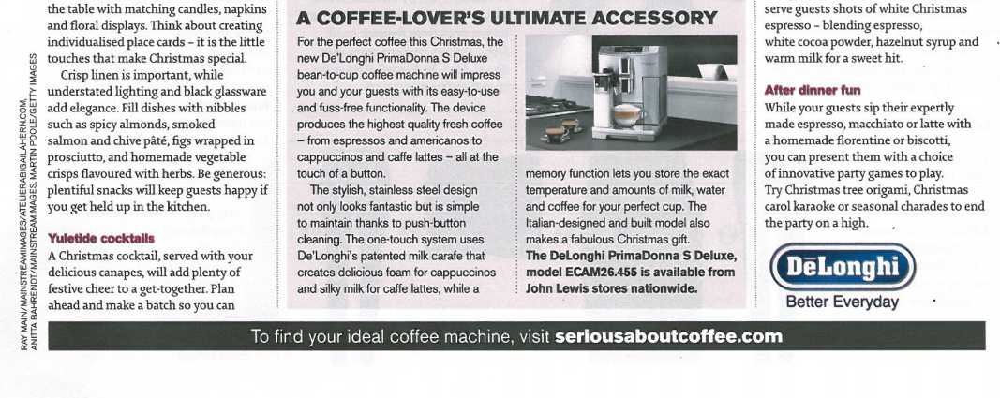 the table with matching candles, napkins
and floral displays. Think about creating
individualised place cards – it is the little
touches that make Christmas special.
Crisp linen is important, while
understated lighting and black glassware
add elegance. Fill dishes with nibbles
such as spicy almonds, smoked
salmon and chive pâté, figs wrapped in
prosciutto, and homemade vegetable
crisps flavoured with herbs. Be generous:
plentiful snacks will keep guests happy if
you get held up in the kitchen.
Yuletide cocktails
A Christmas cocktail, served with your
delicious canapes, will add plenty of
festive cheer to a get-together. Plan
ahead and make a batch so you can
RAY MAIN/MAINSTREAMIMAGES/ATELIERABIGAILAHERN.COM,
ANITTA BAHRENDT/MAINSTREAMIMAGES, MARTIN POOLE/GETTY IMAGES
A COFFEE-LOVER'S ULTIMATE ACCESSORY
For the perfect coffee this Christmas, the
new De'Longhi PrimaDonna S Deluxe
bean-to-cup coffee machine will impress
you and your guests with its easy-to-use
and fuss-free functionality. The device
produces the highest quality fresh coffee
– from espressos and americanos to
cappuccinos and caffe lattes – all at the
touch of a button.
The stylish, stainless steel design
not only looks fantastic but is simple
to maintain thanks to push-button
cleaning. The one-touch system uses
De'Longhi's patented milk carafe that
creates delicious foam for cappuccinos
and silky milk for caffe lattes, while a
memory function lets you store the exact
temperature and amounts of milk, water
and coffee for your perfect cup. The
Italian-designed and built model also
makes a fabulous Christmas gift.
The DeLonghi PrimaDonna S Deluxe,
model ECAM26.455 is available from
John Lewis stores nationwide.
serve guests shots of white Christmas
espresso – blending espresso,
white cocoa powder, hazelnut syrup and
warm milk for a sweet hit.
After dinner fun
While your guests sip their expertly
made espresso, macchiato or latte with
a homemade florentine or biscotti,
you can present them with a choice
of innovative party games to play.
Try Christmas tree origami, Christmas
carol karaoke or seasonal charades to end
the party on a high.
DeLonghi
Better Everyday
To find your ideal coffee machine, visit seriousaboutcoffee.com